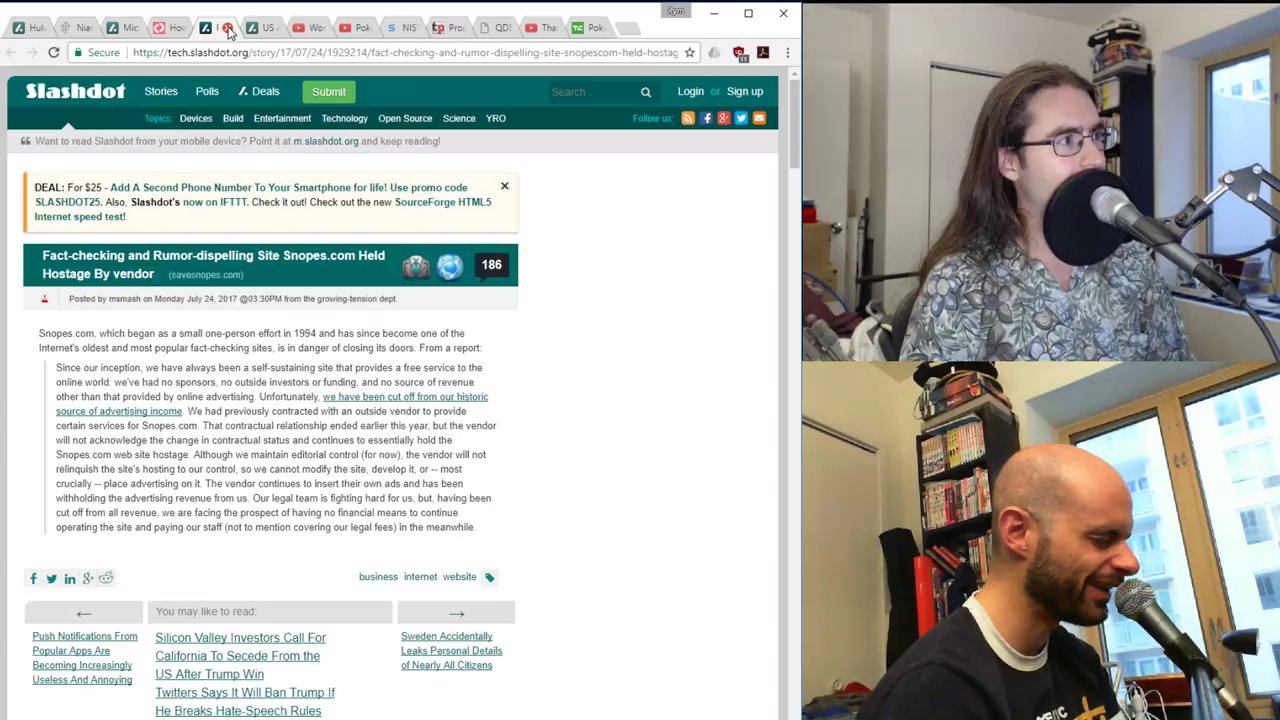 Rym
Hul
Nia
Mic
Hov
F
US
Wor
Pok
NIS
Pro
QDI
Tha
Pok
Secure
https://tech.slashdot.org/story/17/07/24/1929214/fact-checking-and-rumor-dispelling-site-snopescom-held-hostag
11
Slashdot
Stories
Polls
Deals
Submit
Search
Login or Sign up
Topics: Devices Build Entertainment Technology Open Source Science YRO
Follow us:
Want to read Slashdot from your mobile device? Point it at m.slashdot.org and keep reading!
DEAL: For $25 - Add A Second Phone Number To Your Smartphone for life! Use promo code
SLASHDOT25. Also, Slashdot's now on IFTTT. Check it out! Check out the new SourceForge HTML5
Internet speed test!
Fact-checking and Rumor-dispelling Site Snopes.com Held
Hostage By vendor (savesnopes.com)
186
Posted by msmash on Monday July 24, 2017 @03:30PM from the growing-tension dept.
Snopes.com, which began as a small one-person effort in 1994 and has since become one of the
Internet's oldest and most popular fact-checking sites, is in danger of closing its doors. From a report:
Since our inception, we have always been a self-sustaining site that provides a free service to the
online world: we've had no sponsors, no outside investors or funding, and no source of revenue
other than that provided by online advertising. Unfortunately, we have been cut off from our historic
source of advertising income. We had previously contracted with an outside vendor to provide
certain services for Snopes.com. That contractual relationship ended earlier this year, but the vendor
will not acknowledge the change in contractual status and continues to essentially hold the
Snopes.com web site hostage. Although we maintain editorial control (for now), the vendor will not
relinquish the site's hosting to our control, so we cannot modify the site, develop it, or -- most
crucially -- place advertising on it. The vendor continues to insert their own ads and has been
withholding the advertising revenue from us. Our legal team is fighting hard for us, but, having been
cut off from all revenue, we are facing the prospect of having no financial means to continue
operating the site and paying our staff (not to mention covering our legal fees) in the meanwhile.
business internet website
←
You may like to read:
→
Push Notifications From
Popular Apps Are
Becoming Increasingly
Useless And Annoying
Silicon Valley Investors Call For
California To Secede From the
US After Trump Win
Twitters Says It Will Ban Trump If
He Breaks Hate-Speech Rules
Sweden Accidentally
Leaks Personal Details
of Nearly All Citizens